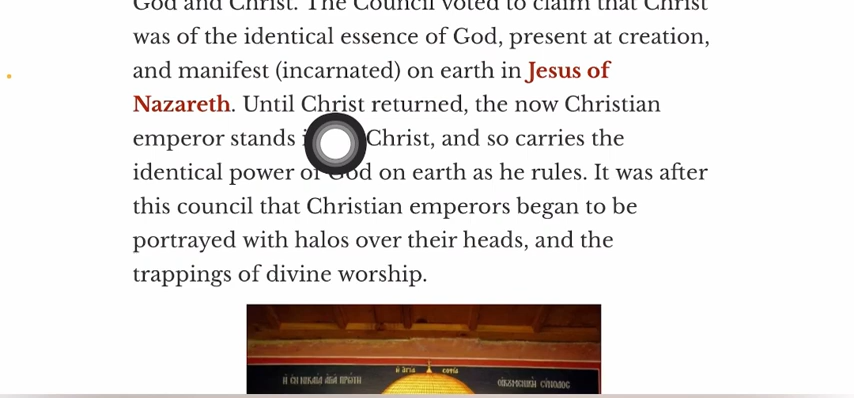 God and Christ. The Council voted to claim that Christ
was of the identical essence of God, present at creation,
and manifest (incarnated) on earth in Jesus of
Nazareth. Until Christ returned, the now Christian
emperor stands Christ, and so carries the
identical power of God on earth as he rules. It was after
this council that Christian emperors began to be
portrayed with halos over their heads, and the
trappings of divine worship.